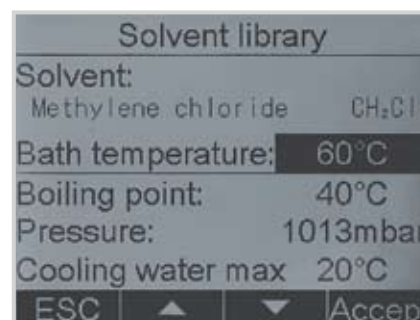 Solvent library
Solvent:
Methylene chloride CH₂Cl
Bath temperature: 60°C
Boiling point: 40°C
Pressure: 1013mbar
Cooling water max 20°C
ESC ▲ ▼ Accep